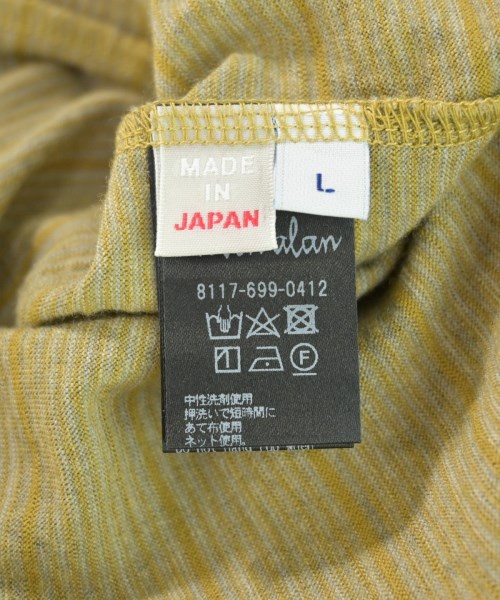 MADE
IN
JAPAN
L
8117-699-0412
中性洗剤使用
押洗いで短時間に
あて布使用
ネット使用。